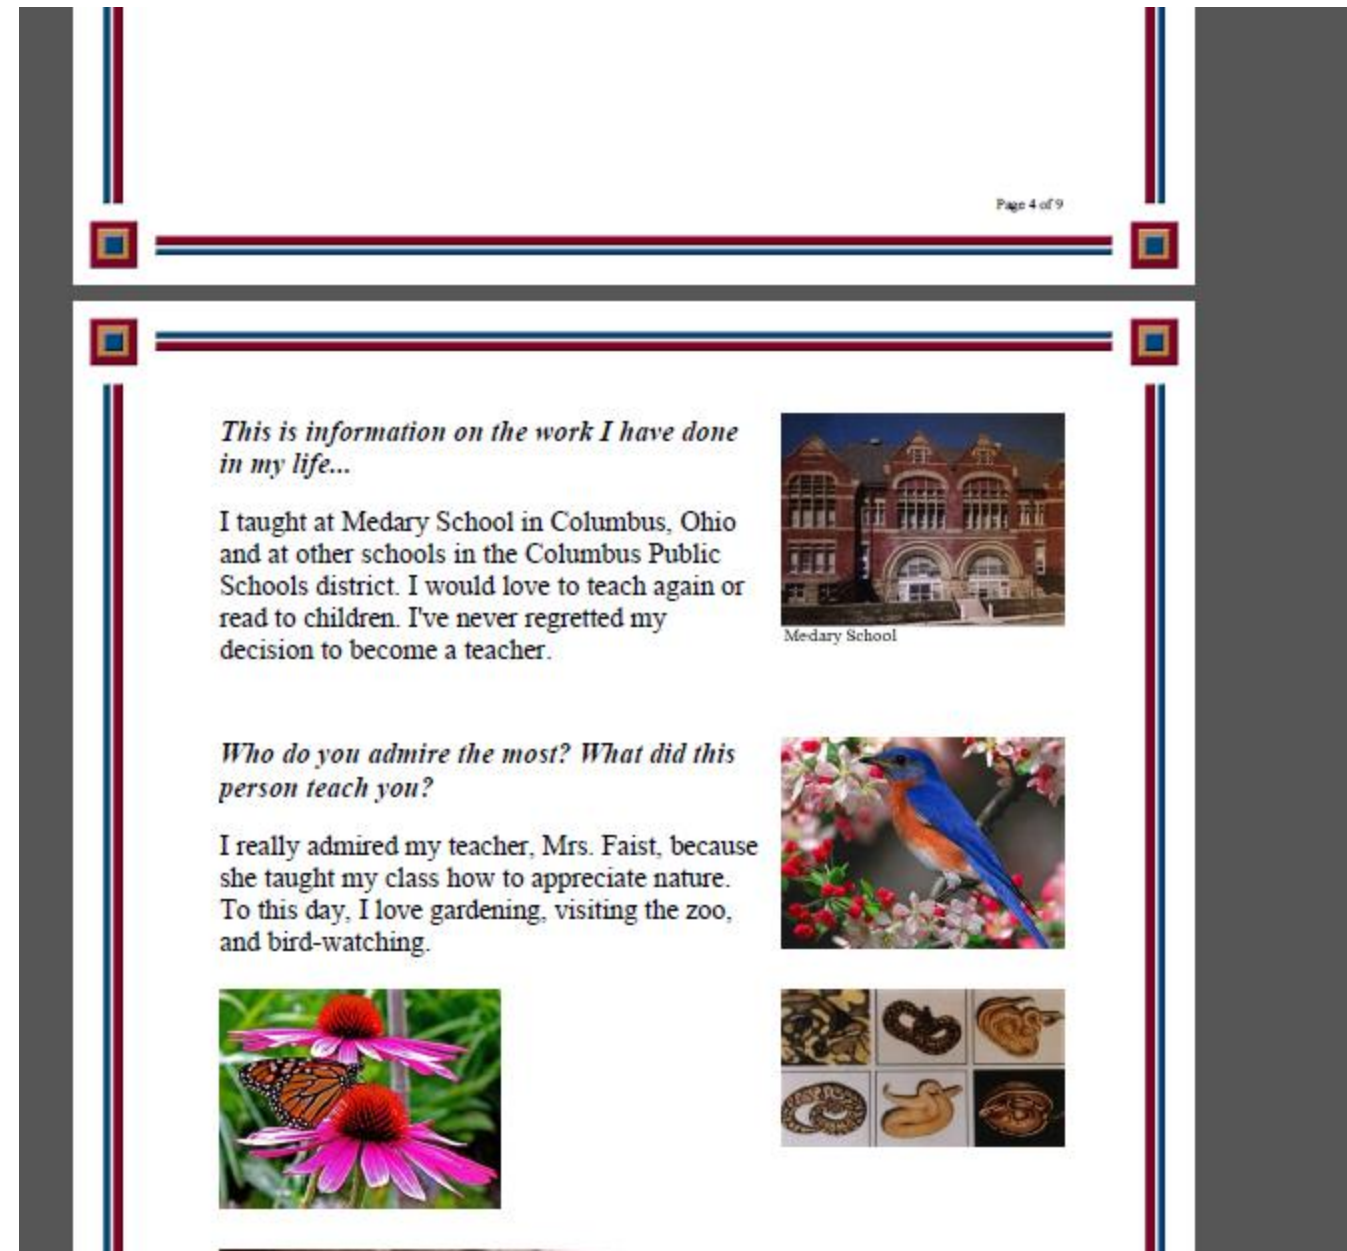 Page 4 of 9
This is information on the work I have done
in my life...
I taught at Medary School in Columbus, Ohio
and at other schools in the Columbus Public
Schools district. I would love to teach again or
read to children. I've never regretted my
decision to become a teacher.
Medary School
Who do you admire the most? What did this
person teach you?
I really admired my teacher, Mrs. Faist, because
she taught my class how to appreciate nature.
To this day, I love gardening, visiting the zoo,
and bird-watching.